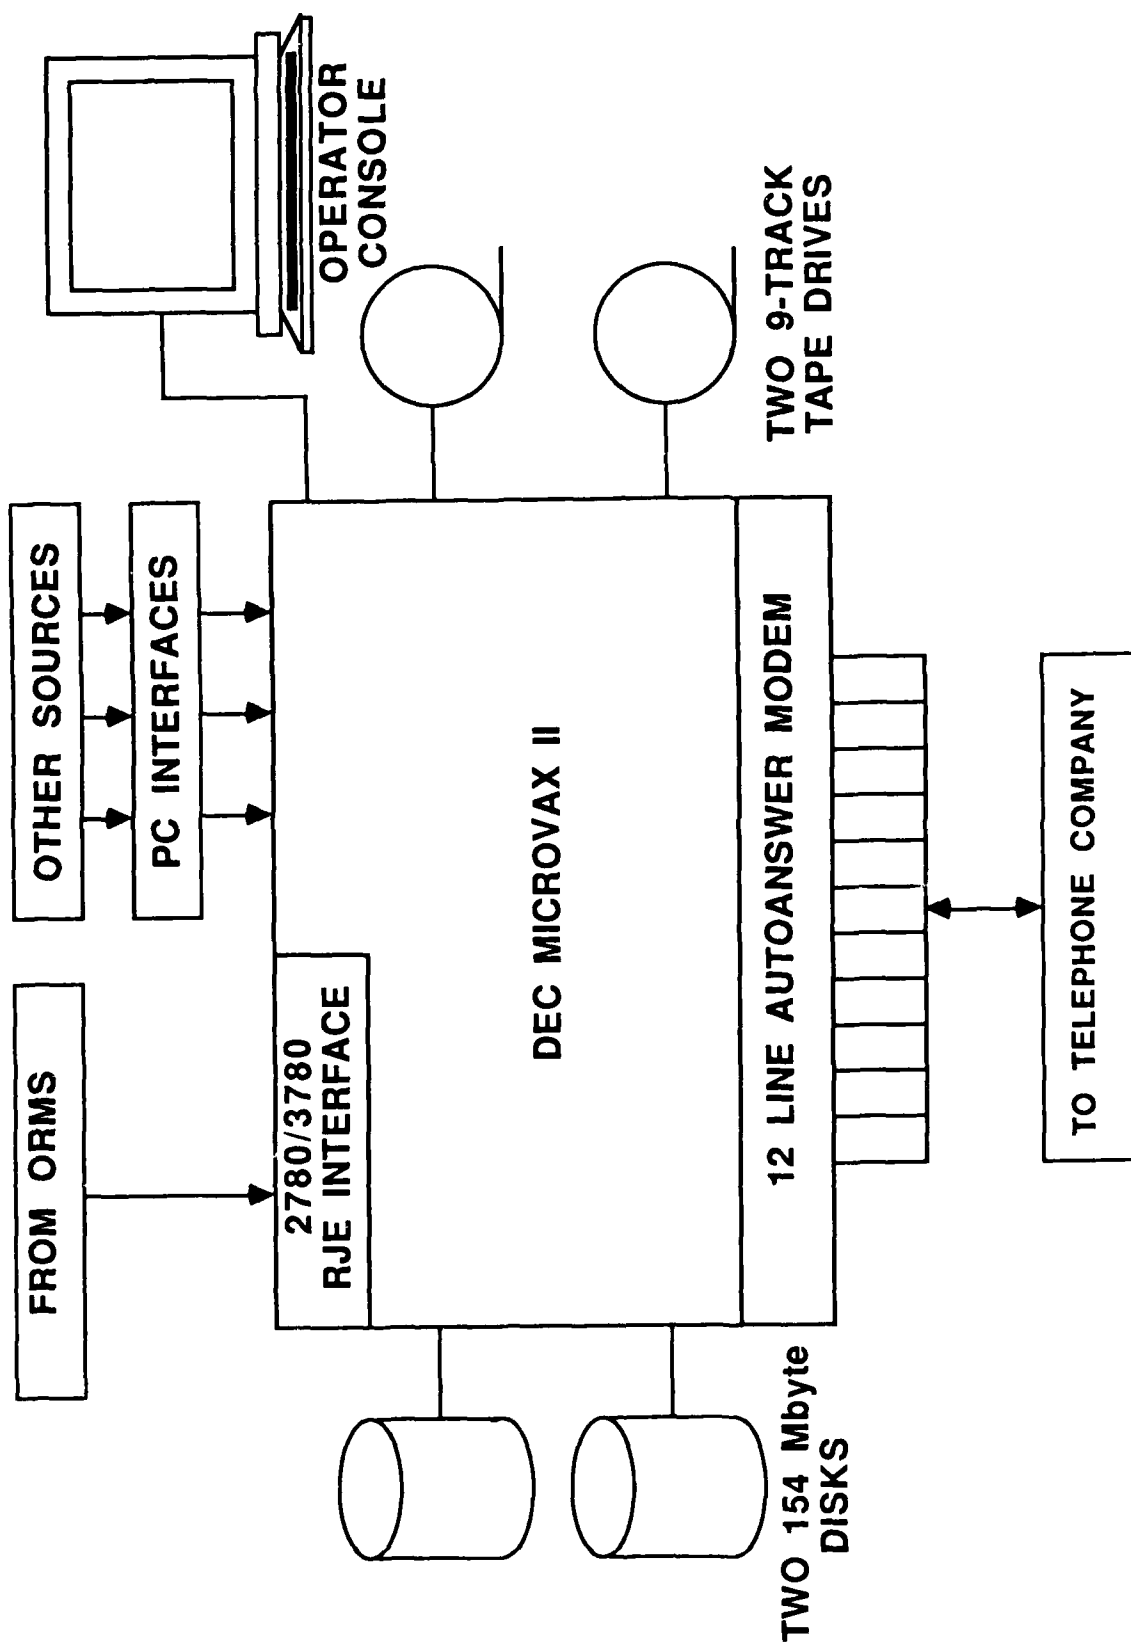 FROM ORMS
OTHER SOURCES
PC INTERFACES
OPERATOR
CONSOLE
2780/3780
RJE INTERFACE
DEC MICROVAX II
TWO 154 Mbyte
DISKS
TWO 9-TRACK
TAPE DRIVES
12 LINE AUTOANSWER MODEM
TO TELEPHONE COMPANY